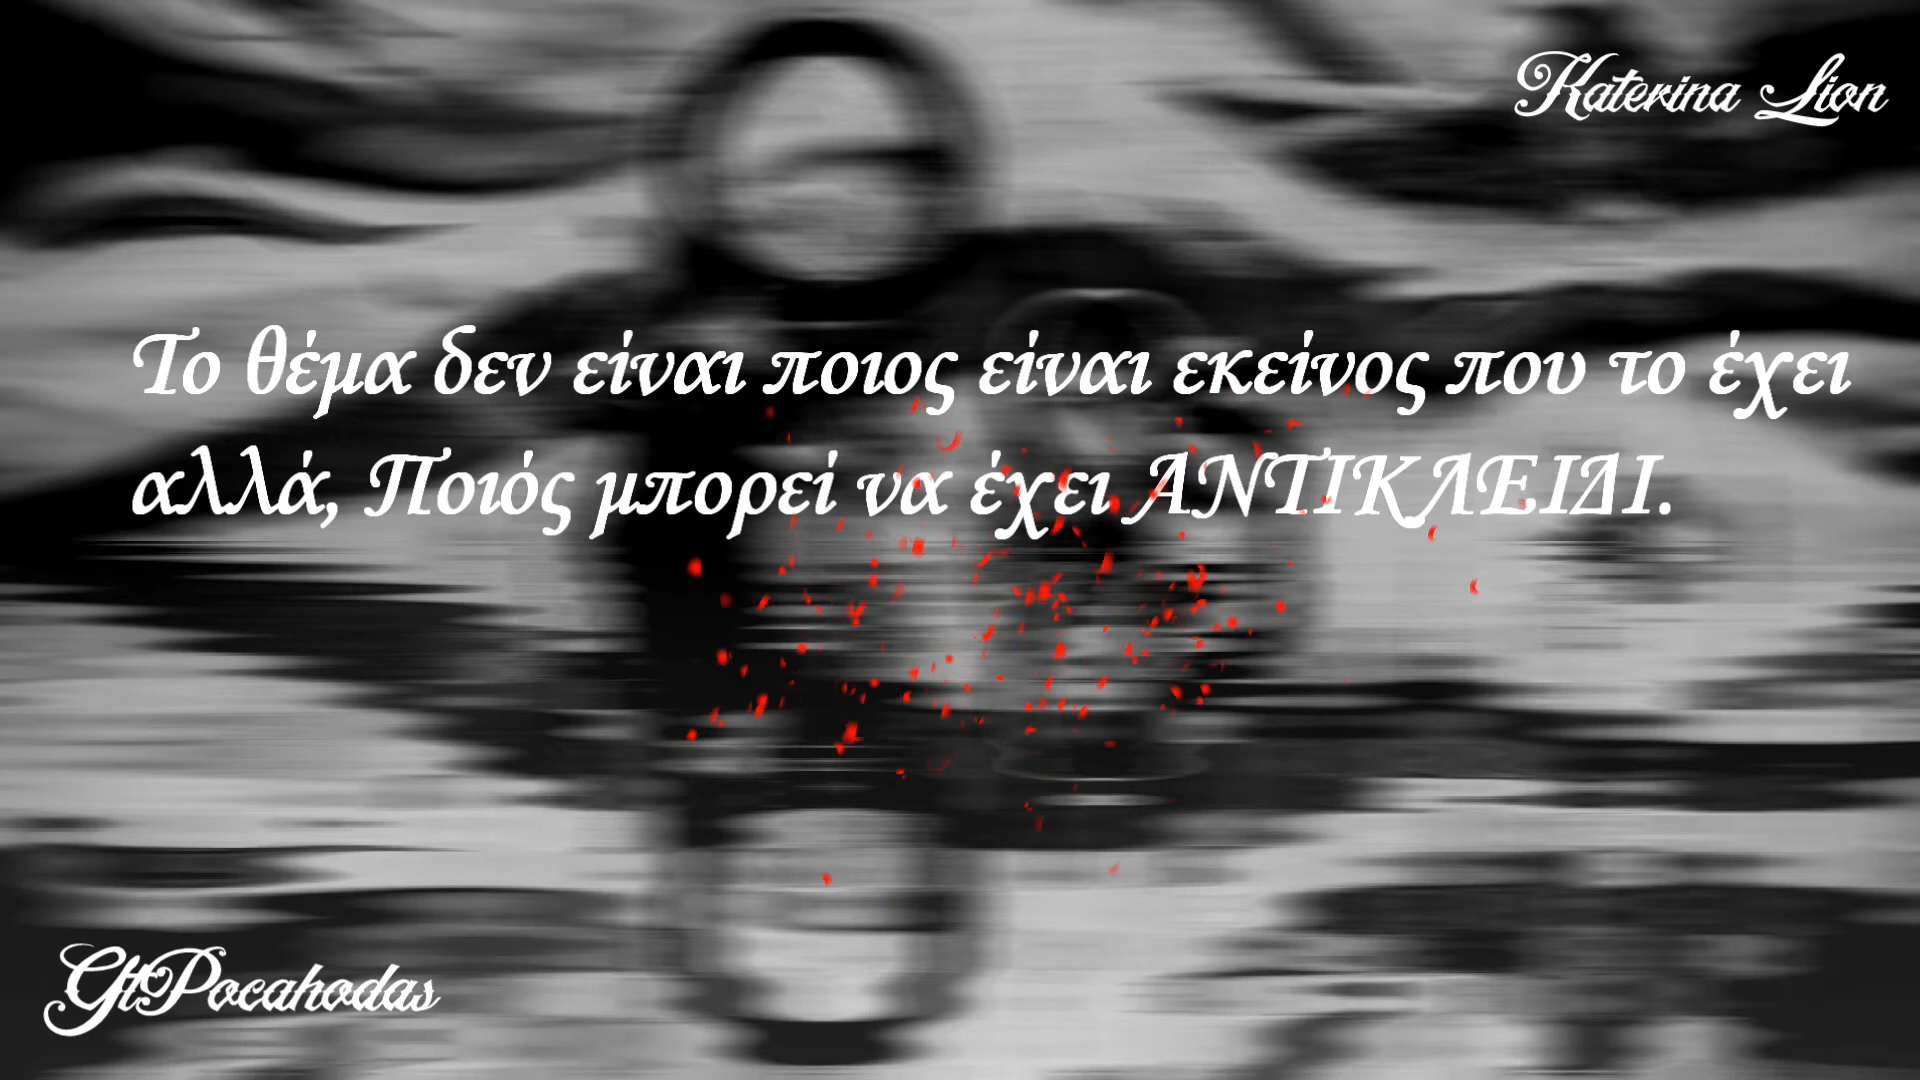 Katerina Lion
Το θέμα δεν είναι ποιος είναι εκείνος που το έχει
αλλά, Ποιός μπορεί να έχει ΑΝΤΙΚΛΕΙΔΙ.
GtPocahodas